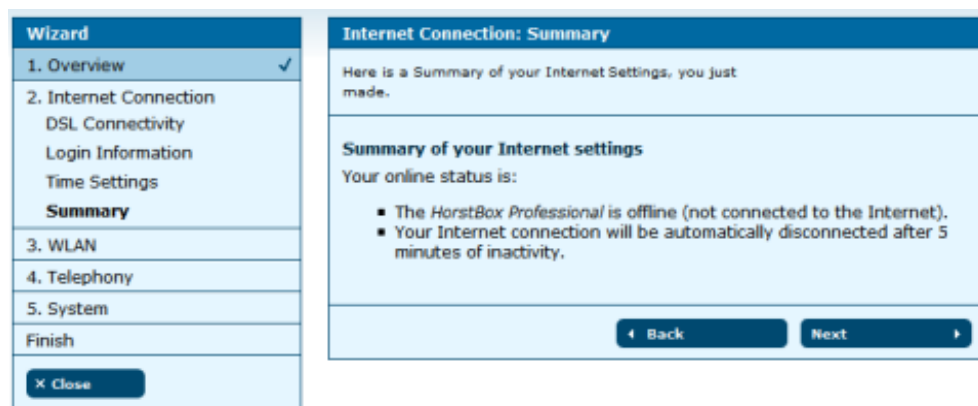 Wizard
1. Overview
2. Internet Connection
DSL Connectivity
Login Information
Time Settings
Summary
3. WLAN
4. Telephony
5. System
Finish
× Close
Internet Connection: Summary
Here is a Summary of your Internet Settings, you just
made.
Summary of your Internet settings
Your online status is:
▪ The HorstBox Professional is offline (not connected to the Internet).
▪ Your Internet connection will be automatically disconnected after 5
minutes of inactivity.
Back
Next